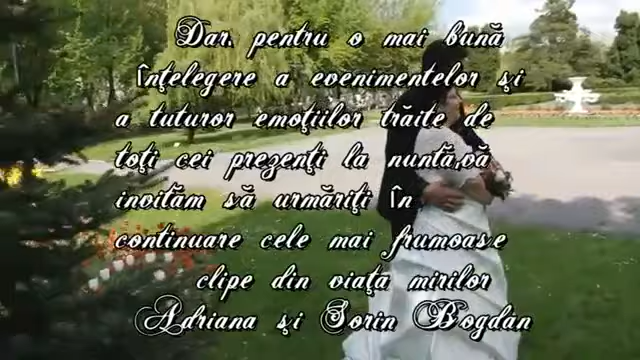 Dar. pentru o mai bună
înţelegere a evenimentelor şi
a tuturor emoţiilor trăite de
toţi cei prezenţi la nuntă,vă
invităm să urmăriţi în
continuare cele mai frumoase
clipe din viaţa mirilor
Adriana şi Sorin Bogdan